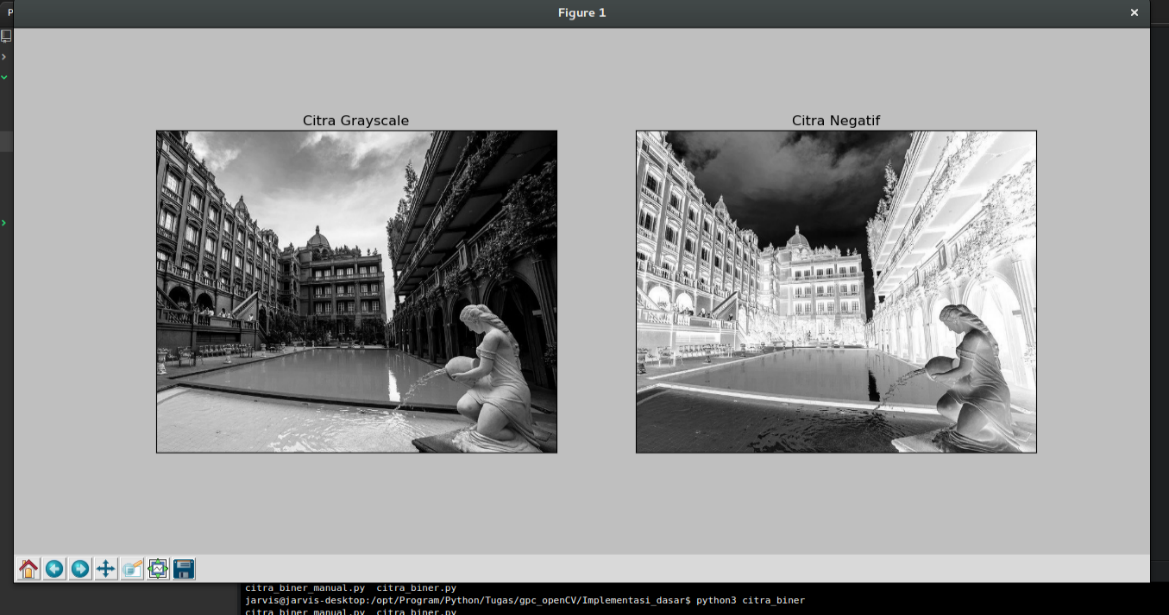 P
Figure 1
Citra Grayscale
Citra Negatif
citra_biner_manual.py  citra_biner.py
jarvis@jarvis-desktop:/opt/Program/Python/Tugas/gpc_openCV/Implementasi_dasar$ python3 citra_biner
citra_biner_manual.py  citra_biner.py